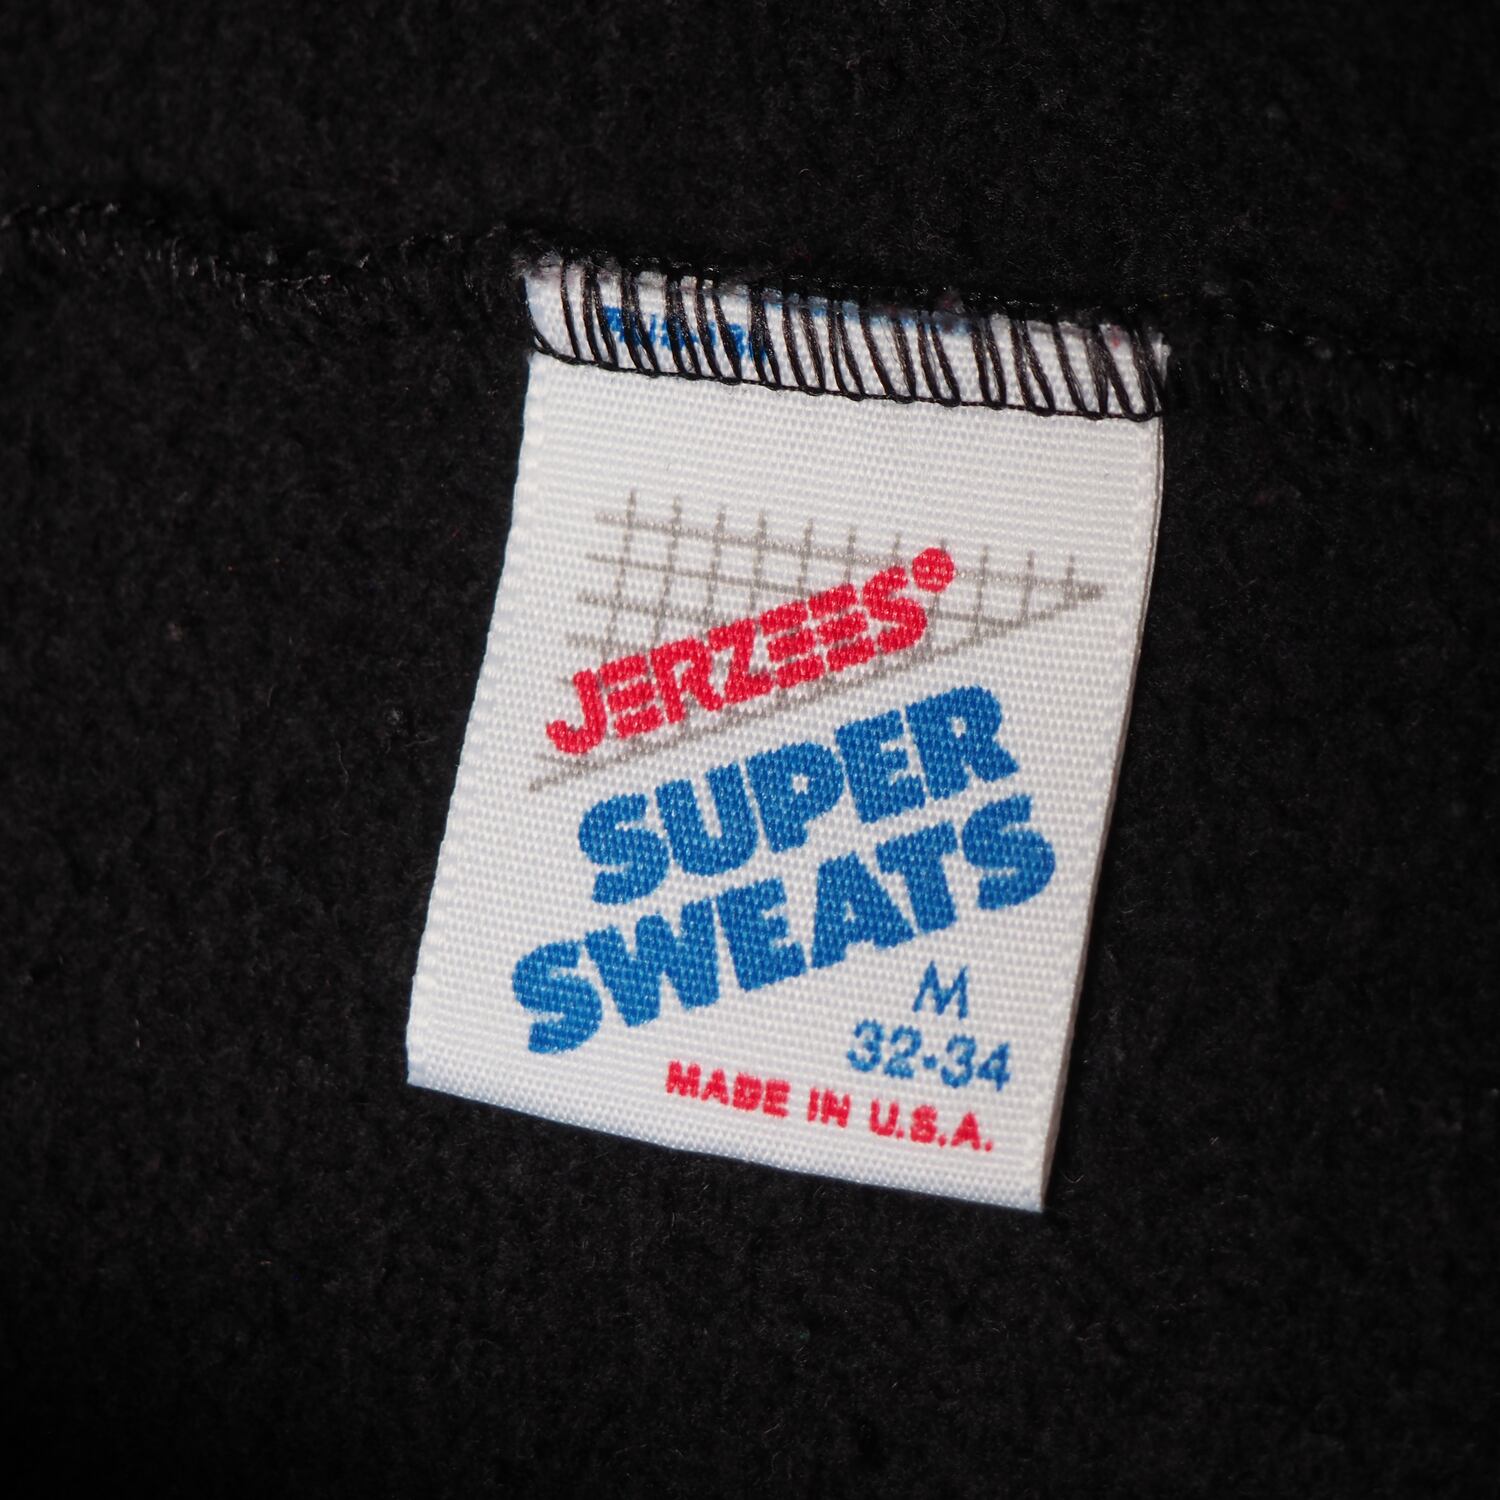 JERZEES®
SUPER
SWEATS
M
32-34
MADE IN U.S.A.